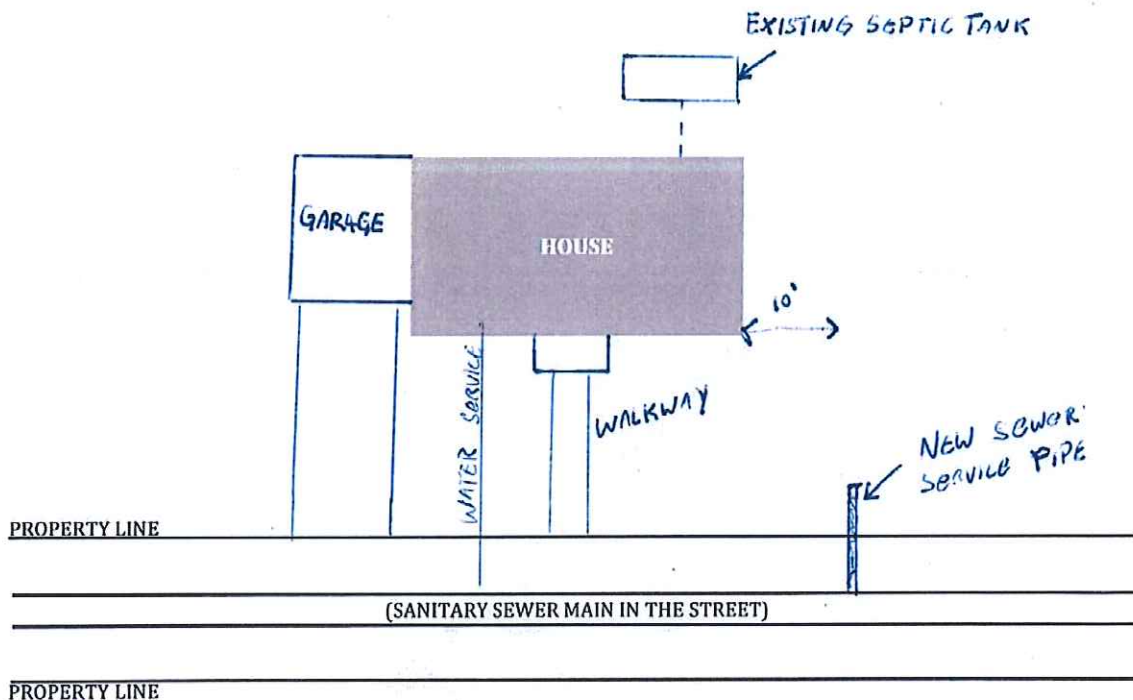 EXISTING SEPTIC TANK
GARAGE
HOUSE
10'
WATER SERVICE
WALKWAY
NEW SEWER
SERVICE PIPE
PROPERTY LINE
(SANITARY SEWER MAIN IN THE STREET)
PROPERTY LINE